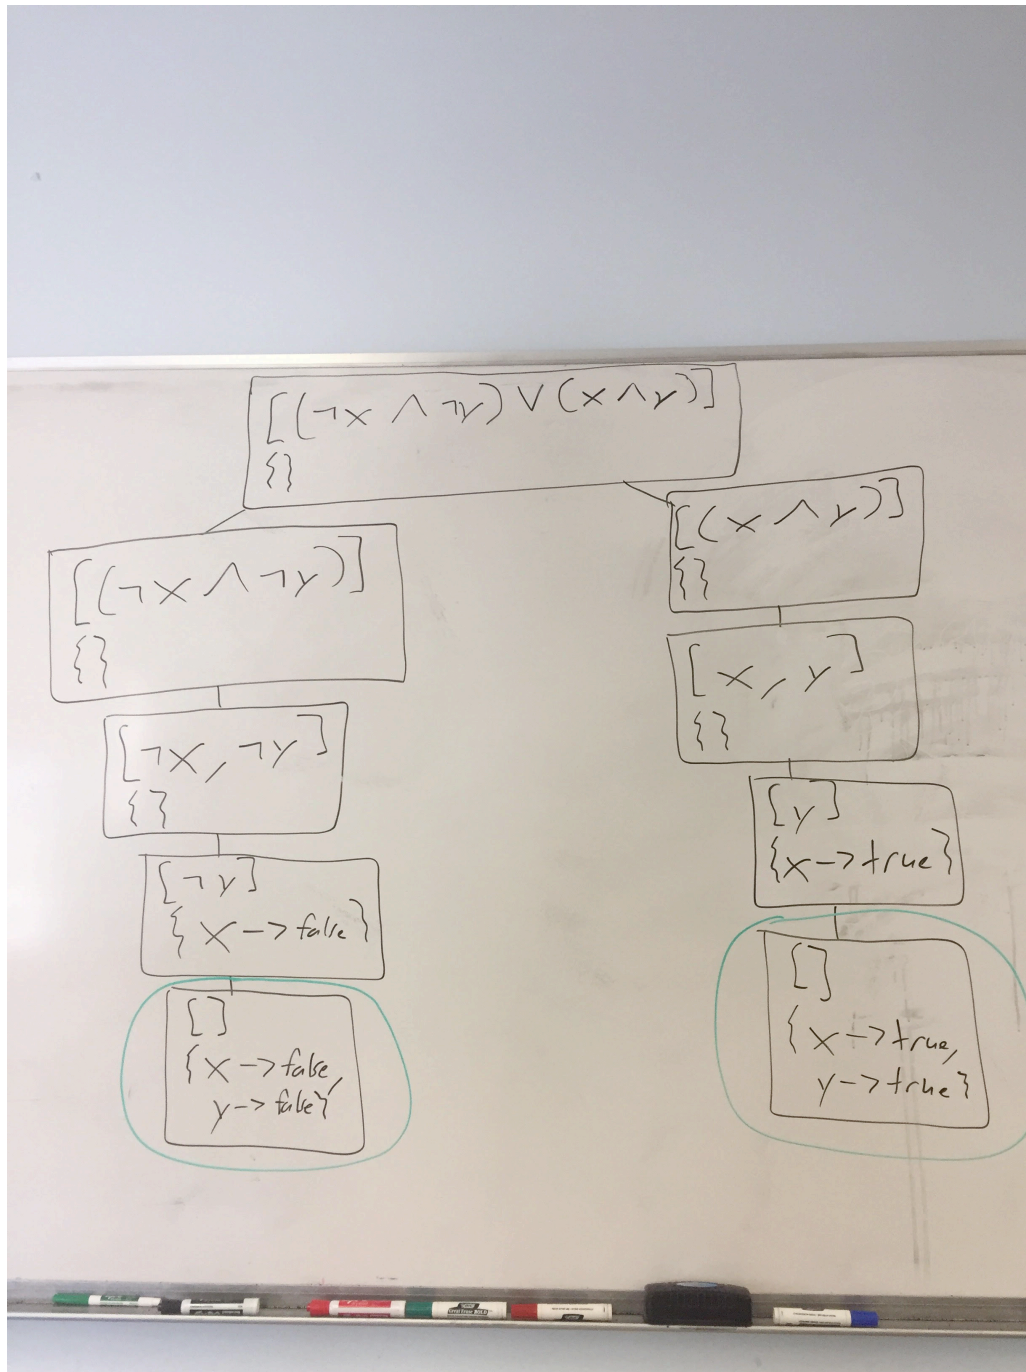 [(¬x ∧ ¬y) ∨ (x ∧ y)]
{}
[(¬x ∧ ¬y)]
{}
[¬x, ¬y]
{}
[¬y]
{x -> false}
[]
{x -> false,
y -> false}
[(x ∧ y)]
{}
[x, y]
{}
[y]
{x -> true}
[]
{x -> true,
y -> true}